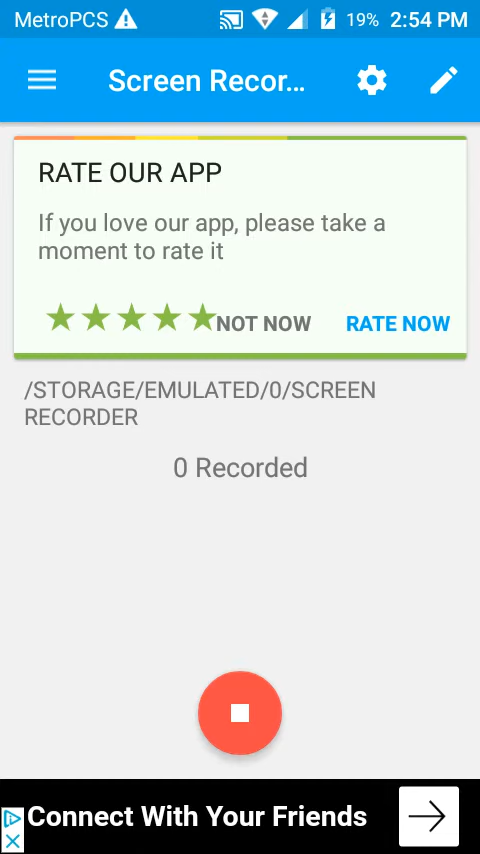 MetroPCS
19% 2:54 PM
Screen Recor...
RATE OUR APP
If you love our app, please take a
moment to rate it
NOT NOW RATE NOW
/STORAGE/EMULATED/0/SCREEN
RECORDER
0 Recorded
Connect With Your Friends